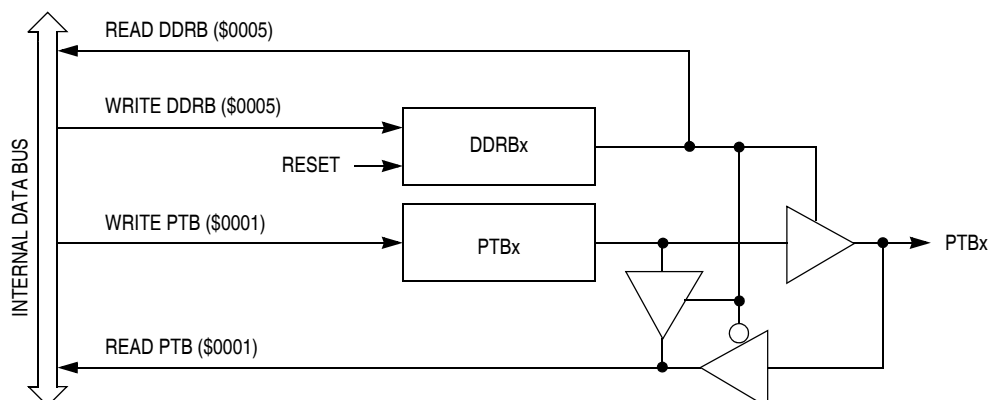 READ DDRB ($0005)
WRITE DDRB ($0005)
DDRBx
RESET
WRITE PTB ($0001)
PTBx
PTBx
READ PTB ($0001)
INTERNAL DATA BUS